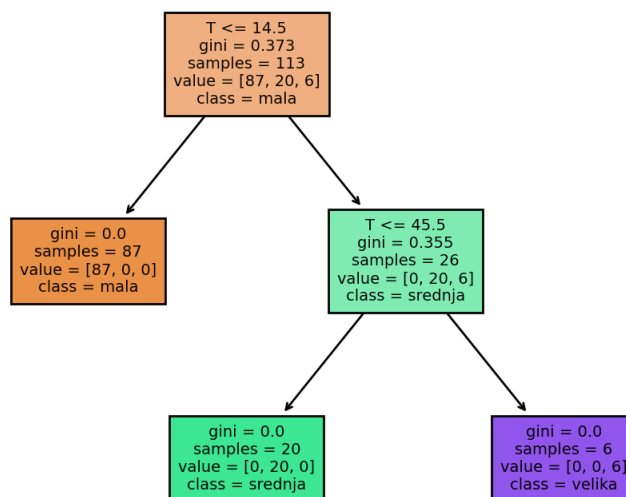 T <= 14.5
gini = 0.373
samples = 113
value = [87, 20, 6]
class = mala
gini = 0.0
samples = 87
value = [87, 0, 0]
class = mala
T <= 45.5
gini = 0.355
samples = 26
value = [0, 20, 6]
class = srednja
gini = 0.0
samples = 20
value = [0, 20, 0]
class = srednja
gini = 0.0
samples = 6
value = [0, 0, 6]
class = velika